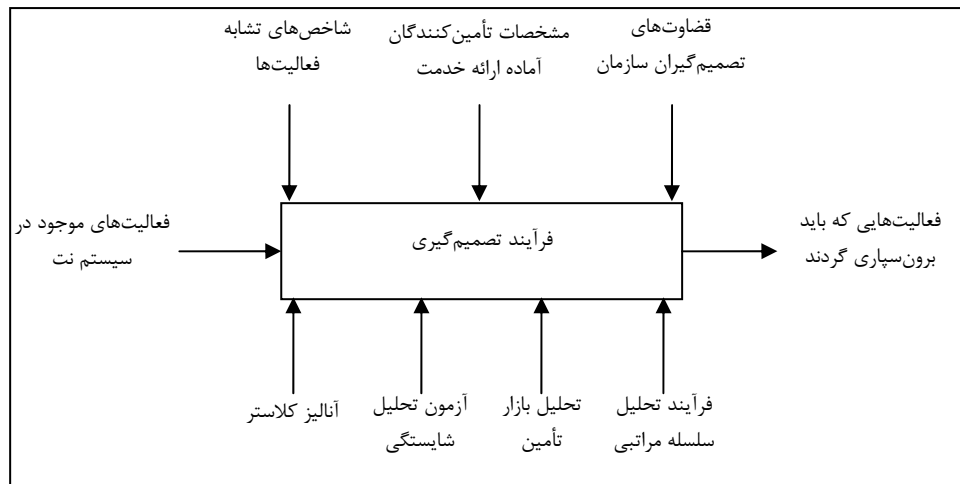 قضاوت‌های
تصمیم‌گیران سازمان
مشخصات تأمین‌کنندگان
آماده ارائه خدمت
شاخص‌های تشابه
فعالیت‌ها
فعالیت‌های موجود در
سیستم نت
فرآیند تصمیم‌گیری
فعالیت‌هایی که باید
برون‌سپاری گردند
فرآیند تحلیل
سلسله مراتبی
تحلیل بازار
تأمین
آزمون تحلیل
شایستگی
آنالیز کلاستر